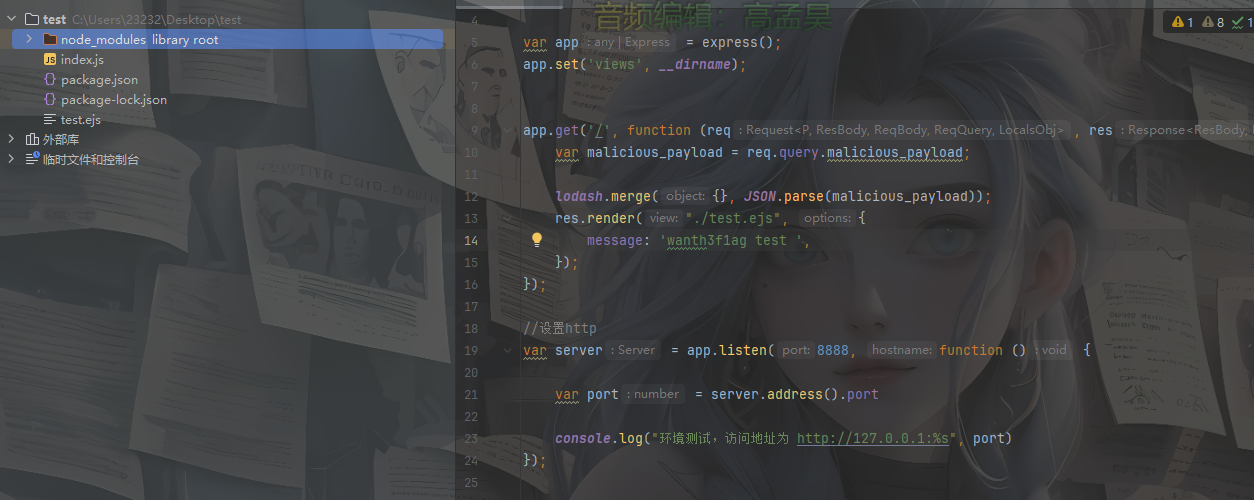 test C:\Users\23232\Desktop\test
node_modules library root
index.js
package.json
package-lock.json
test.ejs
外部库
临时文件和控制台
音频编辑：高孟昊
1 8 1
4
5 var app : any | Express = express();
6 app.set('views', __dirname);
7
8
9 app.get('/', function (req : Request<P, ResBody, ReqBody, ReqQuery, LocalsObj> , res : Response<ResBody,
10 var malicious_payload = req.query.malicious_payload;
11
12 lodash.merge( object: {}, JSON.parse(malicious_payload));
13 res.render( view: "./test.ejs", options: {
14 message: 'wanth3f1ag test ',
15 });
16 });
17
18 //设置http
19 var server : Server = app.listen( port: 8888, hostname: function () : void {
20
21 var port : number = server.address().port
22
23 console.log("环境测试，访问地址为 http://127.0.0.1:%s", port)
24 });
25